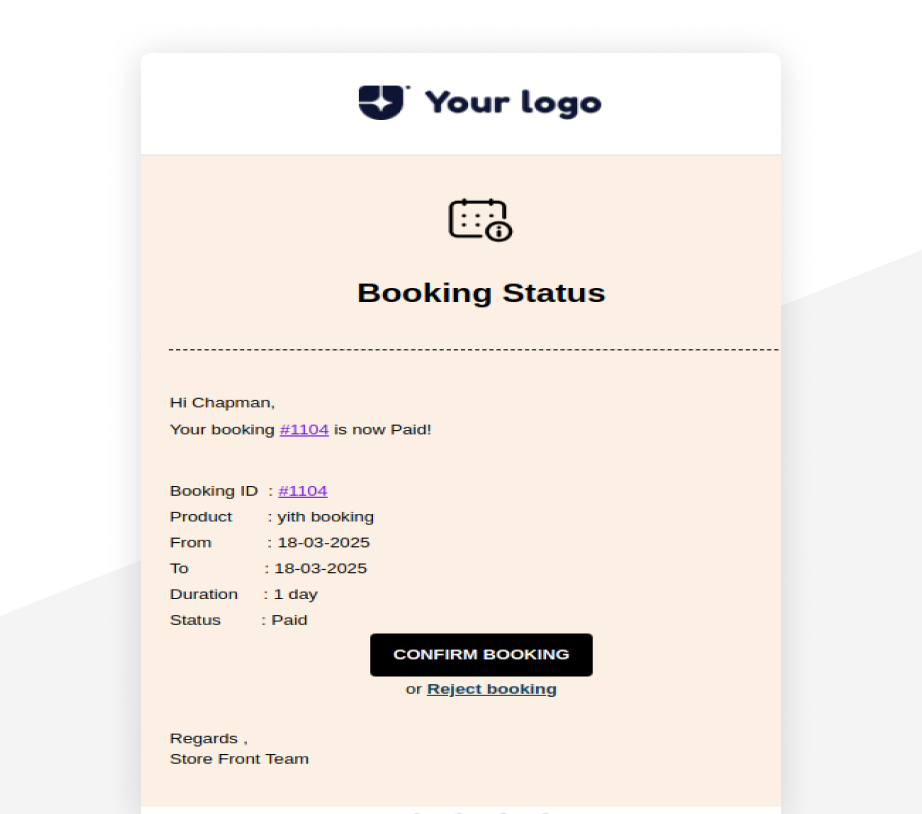 Your logo
Booking Status
Hi Chapman,
Your booking #1104 is now Paid!
Booking ID : #1104
Product : yith booking
From : 18-03-2025
To : 18-03-2025
Duration : 1 day
Status : Paid
CONFIRM BOOKING
or Reject booking
Regards ,
Store Front Team